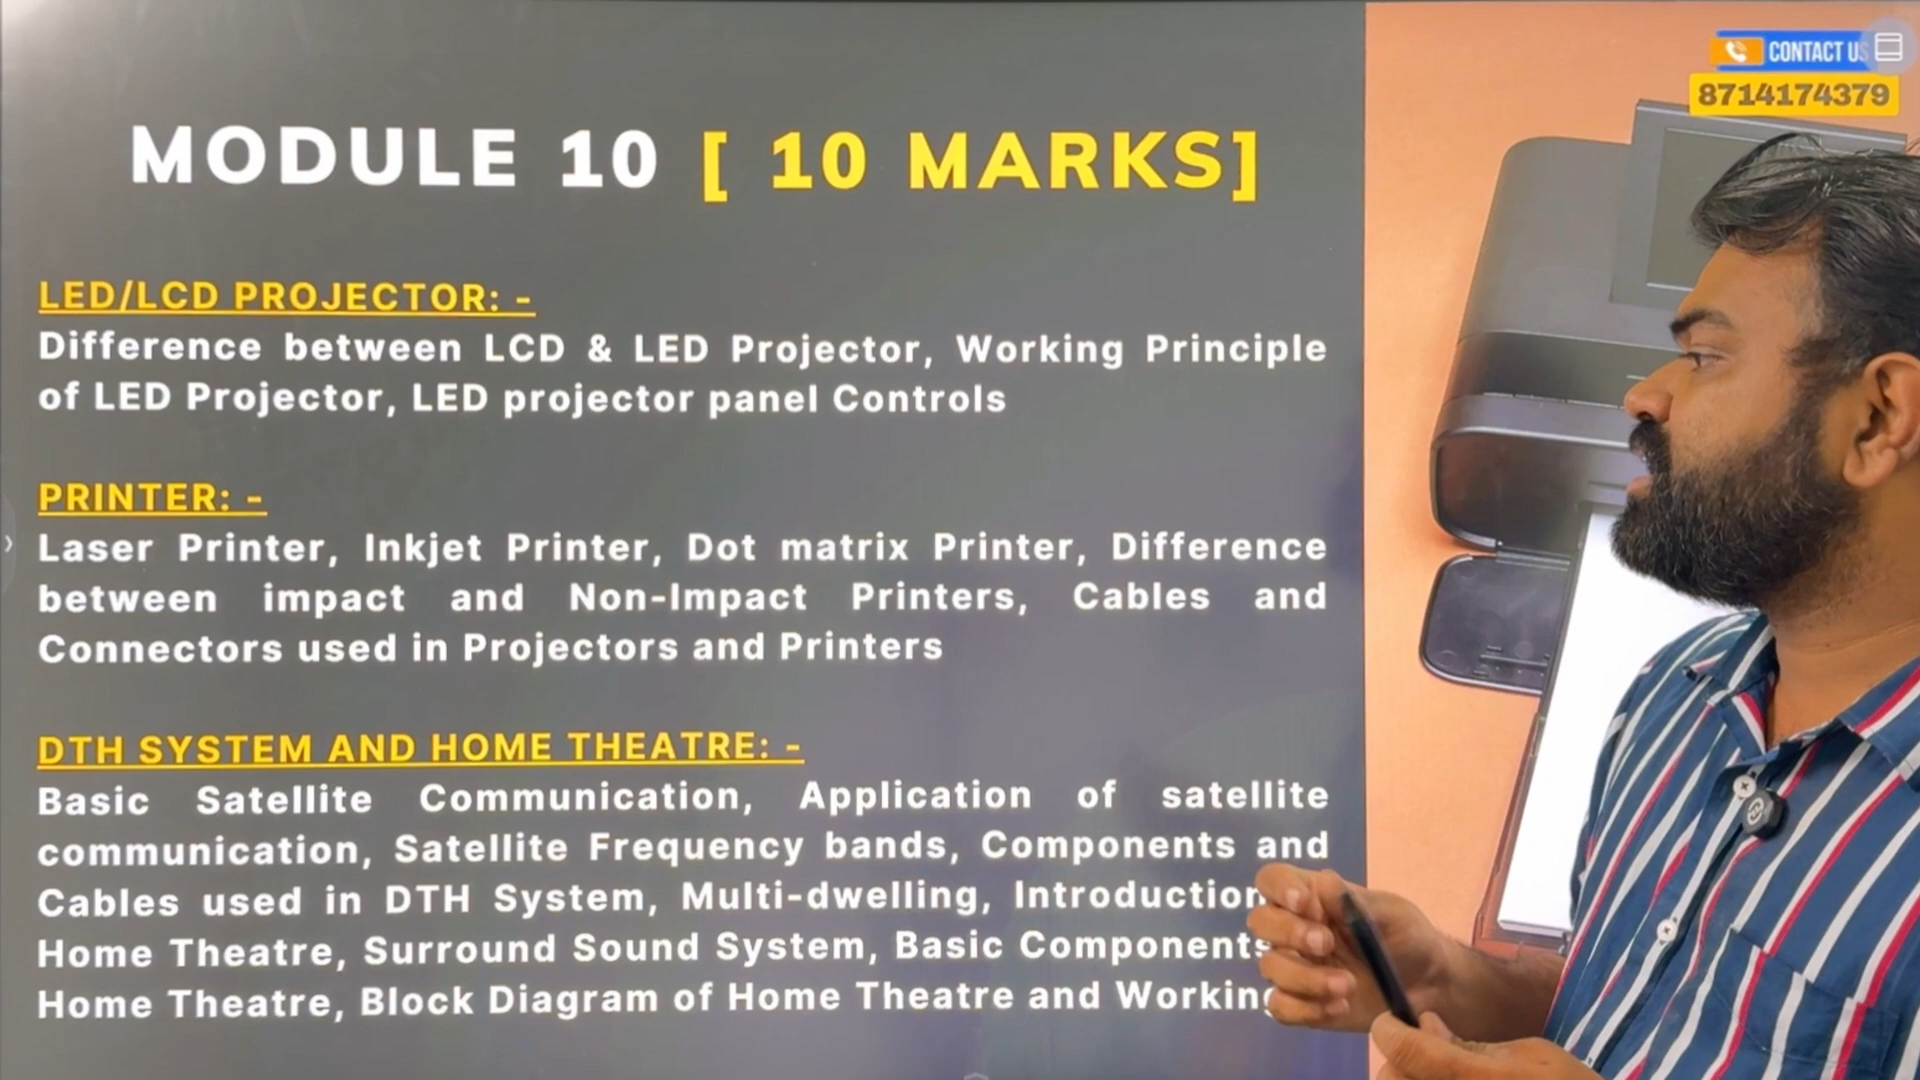 CONTACT US
8714174379
MODULE 10 [ 10 MARKS]
LED/LCD PROJECTOR: -
Difference between LCD & LED Projector, Working Principle
of LED Projector, LED projector panel Controls
PRINTER: -
Laser Printer, Inkjet Printer, Dot matrix Printer, Difference
between impact and Non-Impact Printers, Cables and
Connectors used in Projectors and Printers
DTH SYSTEM AND HOME THEATRE: -
Basic Satellite Communication, Application of satellite
communication, Satellite Frequency bands, Components and
Cables used in DTH System, Multi-dwelling, Introduction
Home Theatre, Surround Sound System, Basic Components
Home Theatre, Block Diagram of Home Theatre and Working